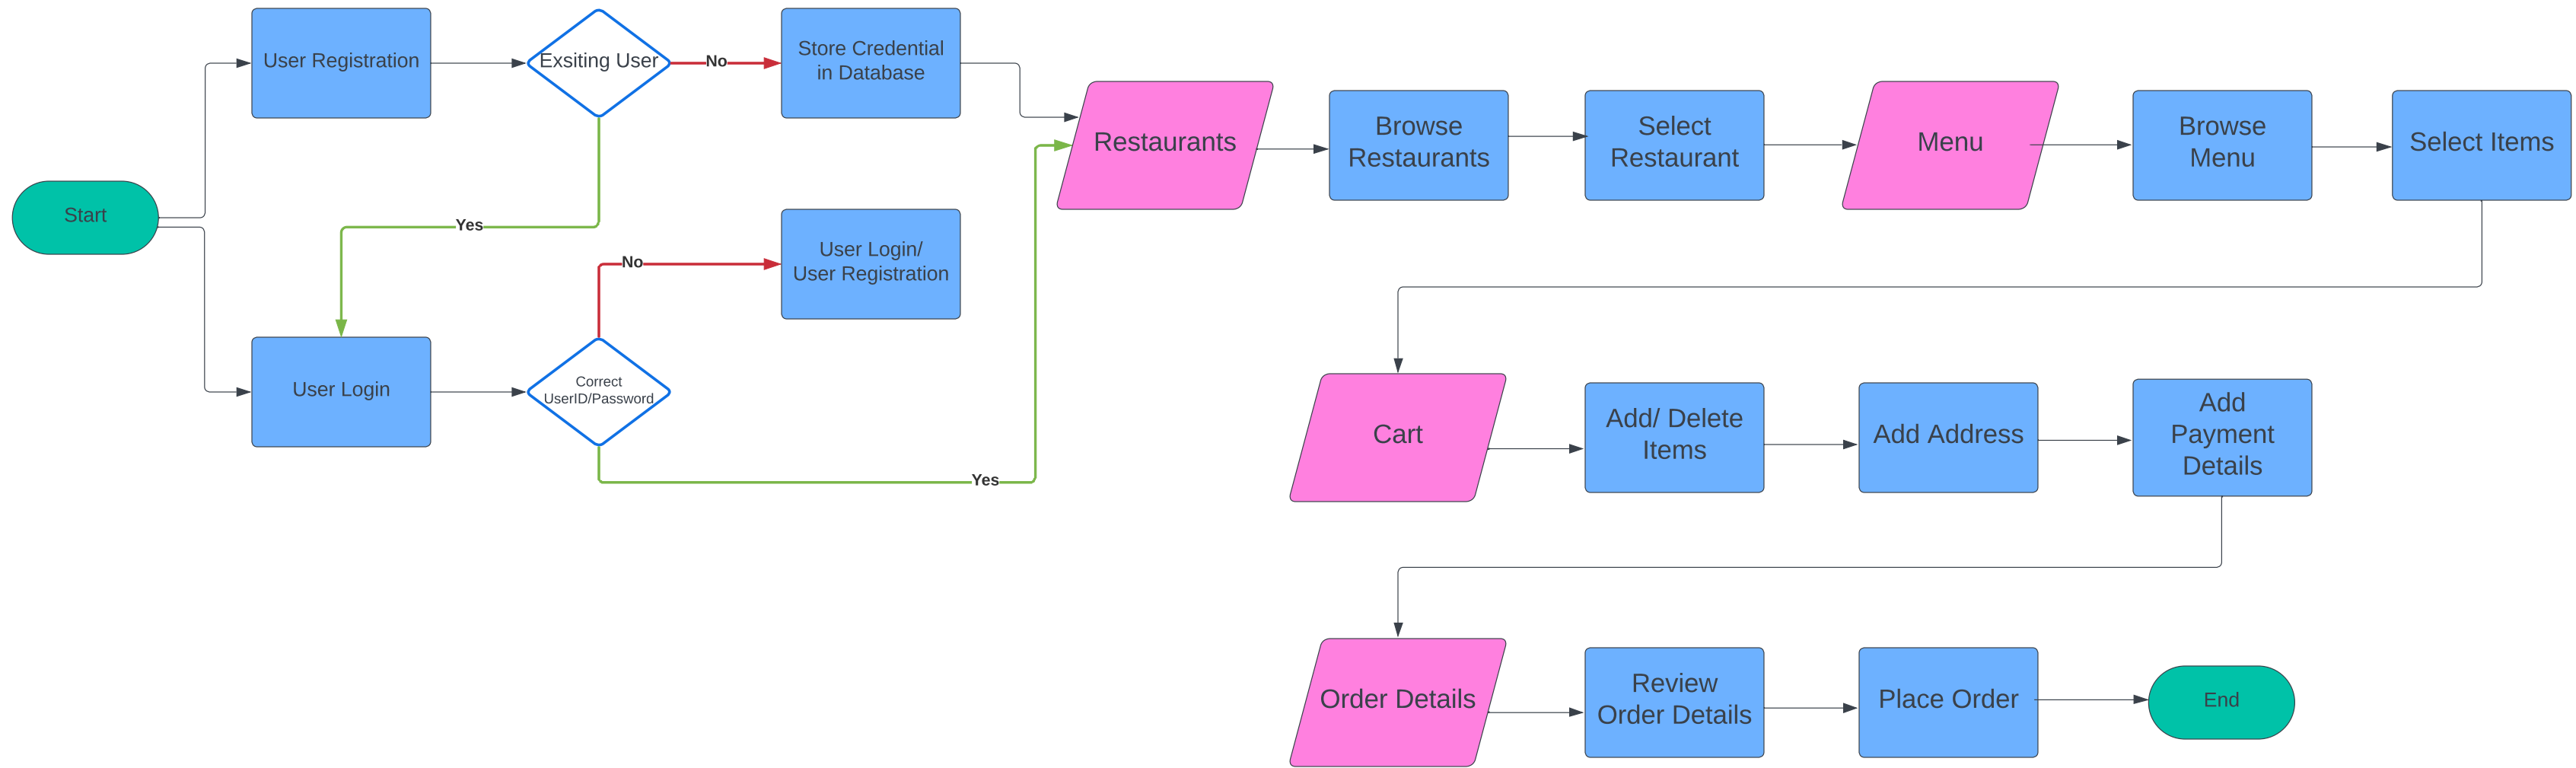 Start
User Registration
Exsiting User
No
Store Credential
in Database
Yes
User Login
Correct
UserID/Password
No
User Login/
User Registration
Yes
Restaurants
Browse
Restaurants
Select
Restaurant
Menu
Browse
Menu
Select Items
Cart
Add/ Delete
Items
Add Address
Add
Payment
Details
Order Details
Review
Order Details
Place Order
End